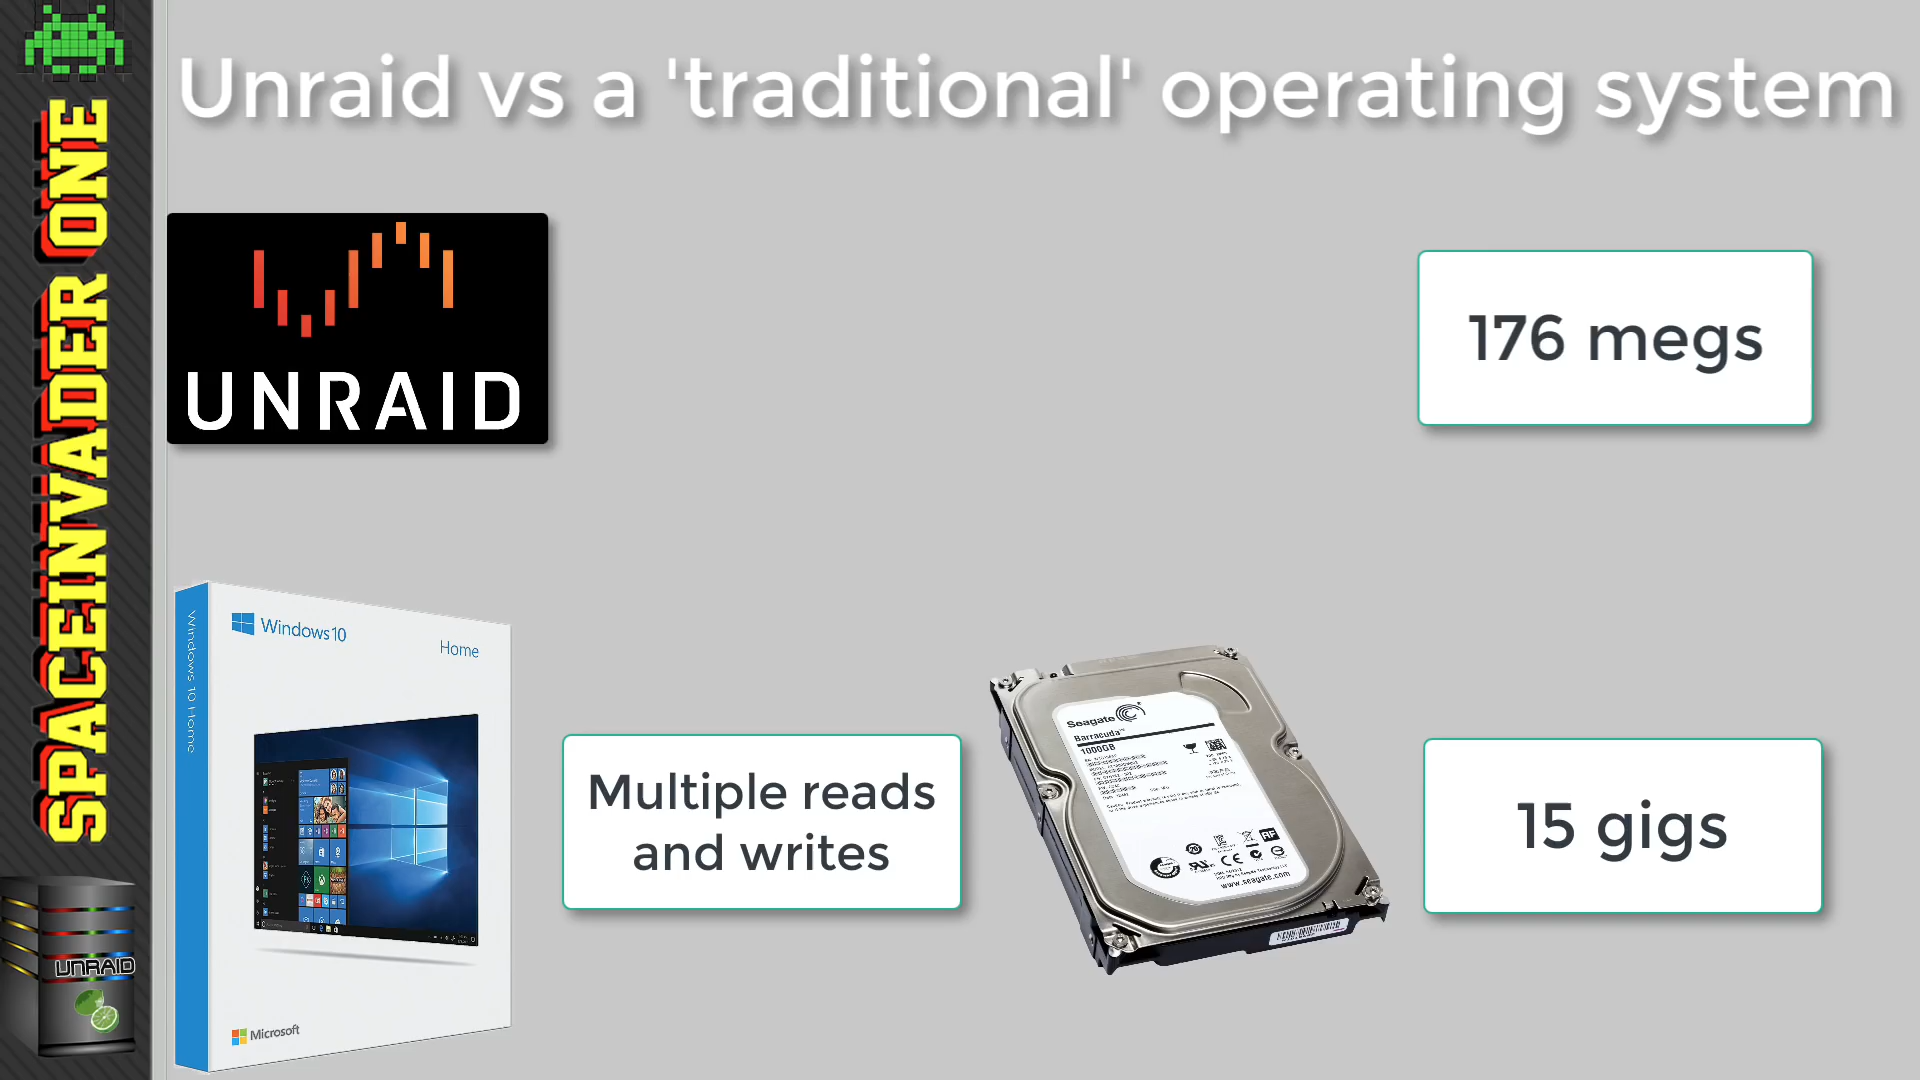 Unraid vs a 'traditional' operating system
SPACEINVADER ONE
UNRAID
176 megs
Windows 10
Home
Windows 10 Home
Microsoft
Multiple reads
and writes
Seagate
Barracuda
1000GB
RF
www.seagate.com
15 gigs
UNRAID